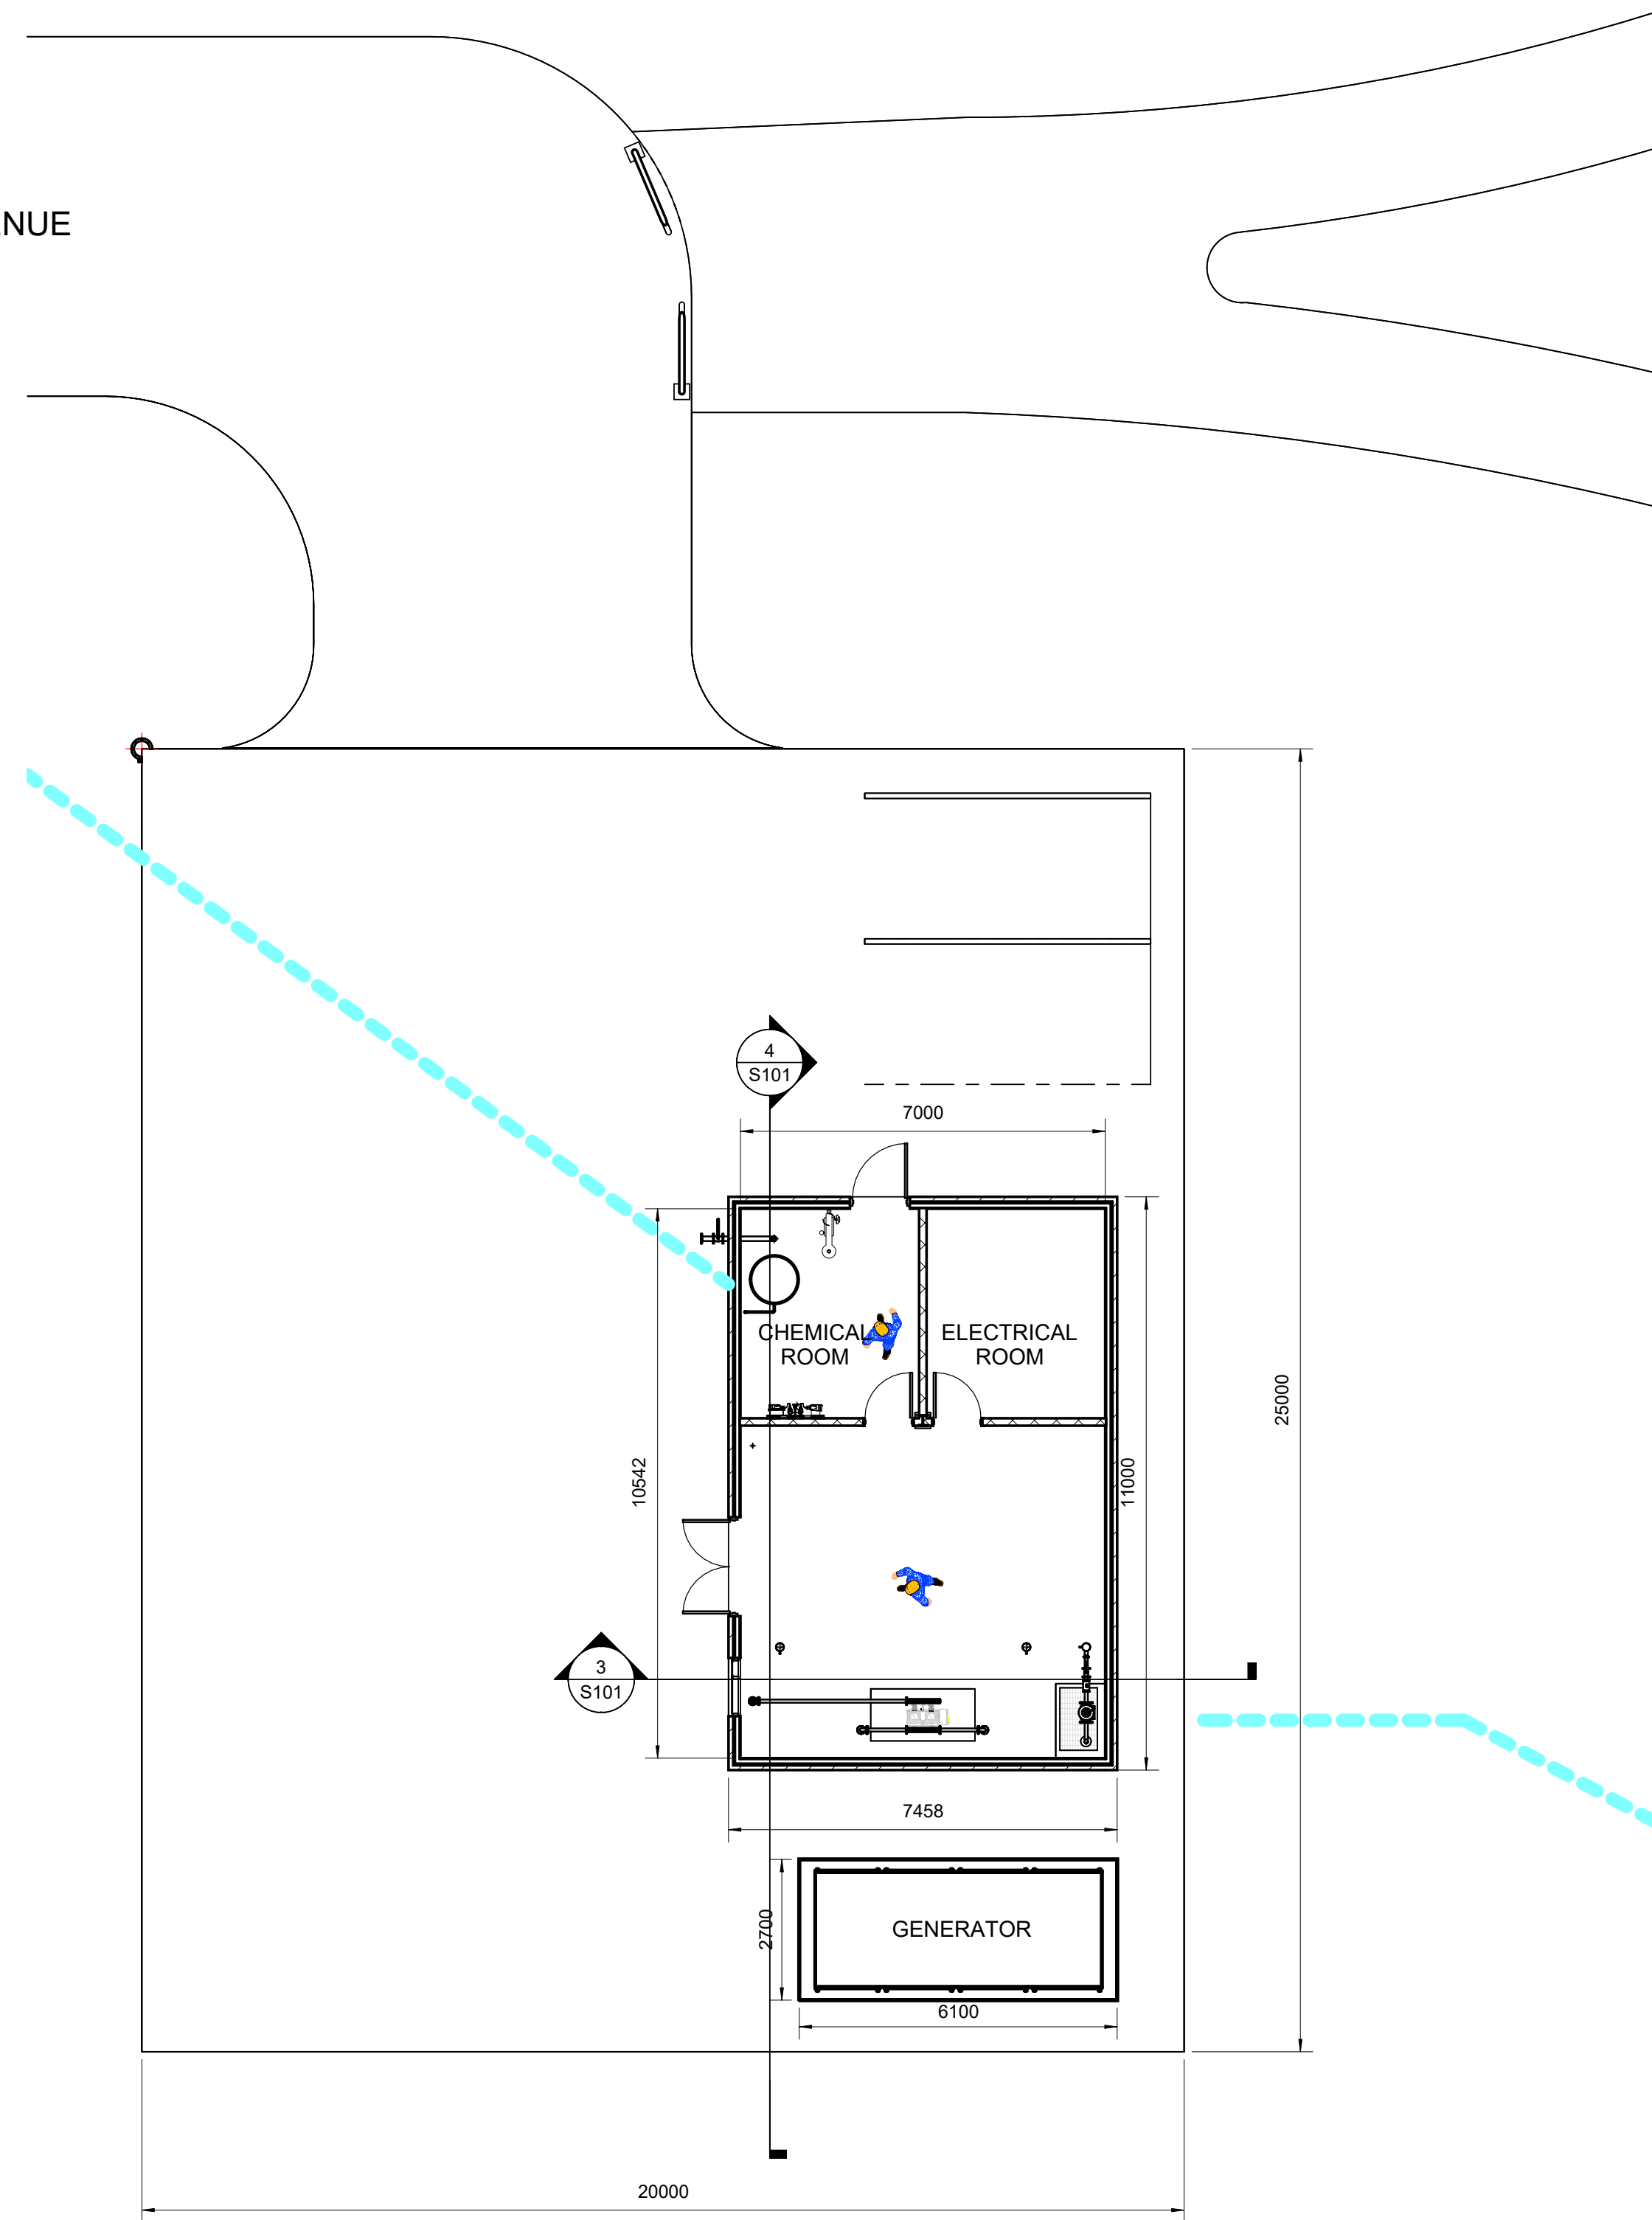 NUE
4
S101
7000
CHEMICAL
ROOM
ELECTRICAL
ROOM
25000
10542
11000
3
S101
7458
2700
GENERATOR
6100
20000